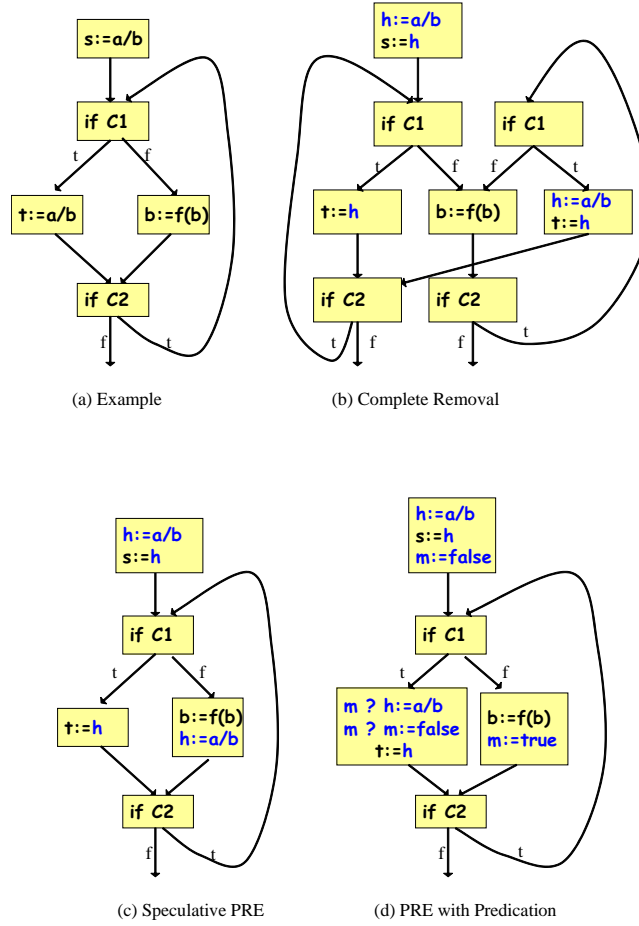 s:=a/b
if C1
t
f
t:=a/b
b:=f(b)
if C2
f
t
(a) Example
h:=a/b
s:=h
if C1
if C1
t
f
f
t
t:=h
b:=f(b)
h:=a/b
t:=h
if C2
if C2
t
f
f
t
(b) Complete Removal
h:=a/b
s:=h
if C1
t
f
t:=h
b:=f(b)
h:=a/b
if C2
f
t
(c) Speculative PRE
h:=a/b
s:=h
m:=false
if C1
t
f
m ? h:=a/b
m ? m:=false
t:=h
b:=f(b)
m:=true
if C2
f
t
(d) PRE with Predication